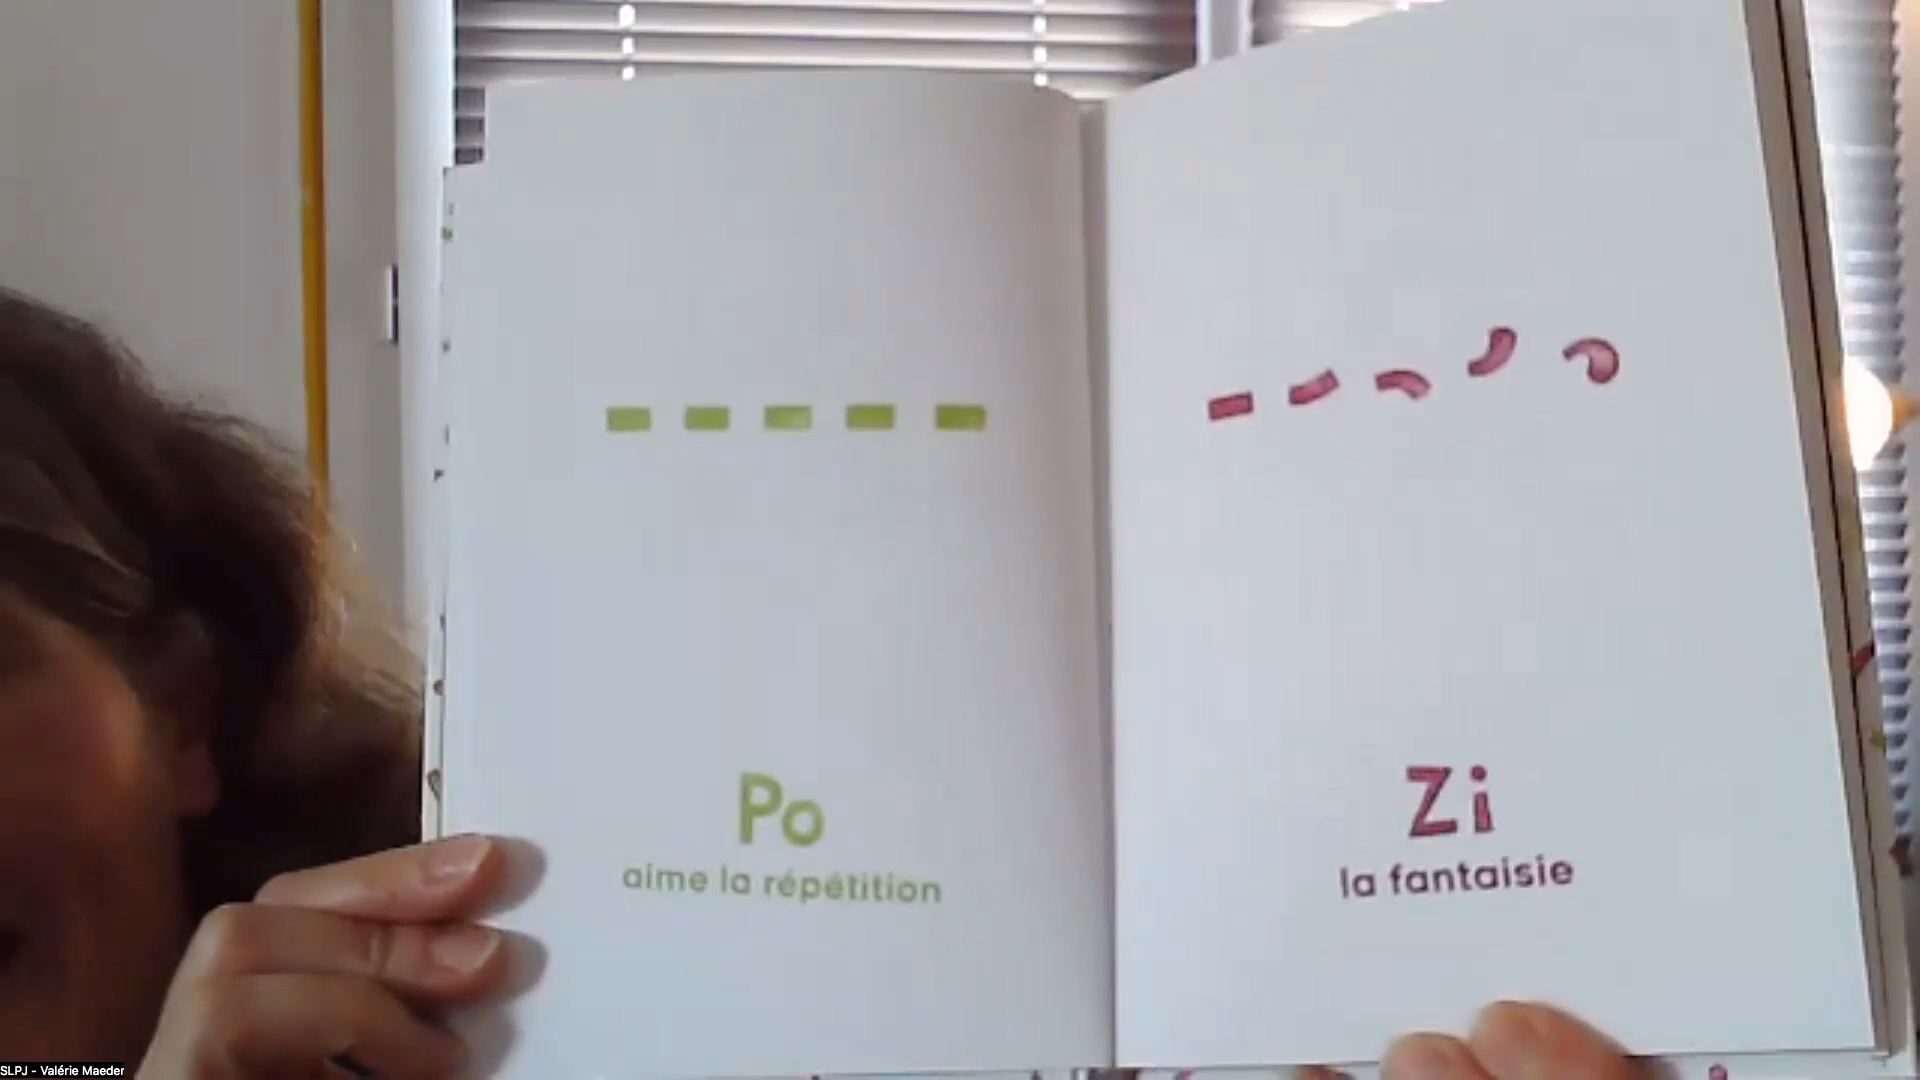 Po
aime la répétition
Zi
la fantaisie
SLPJ - Valérie Maeder